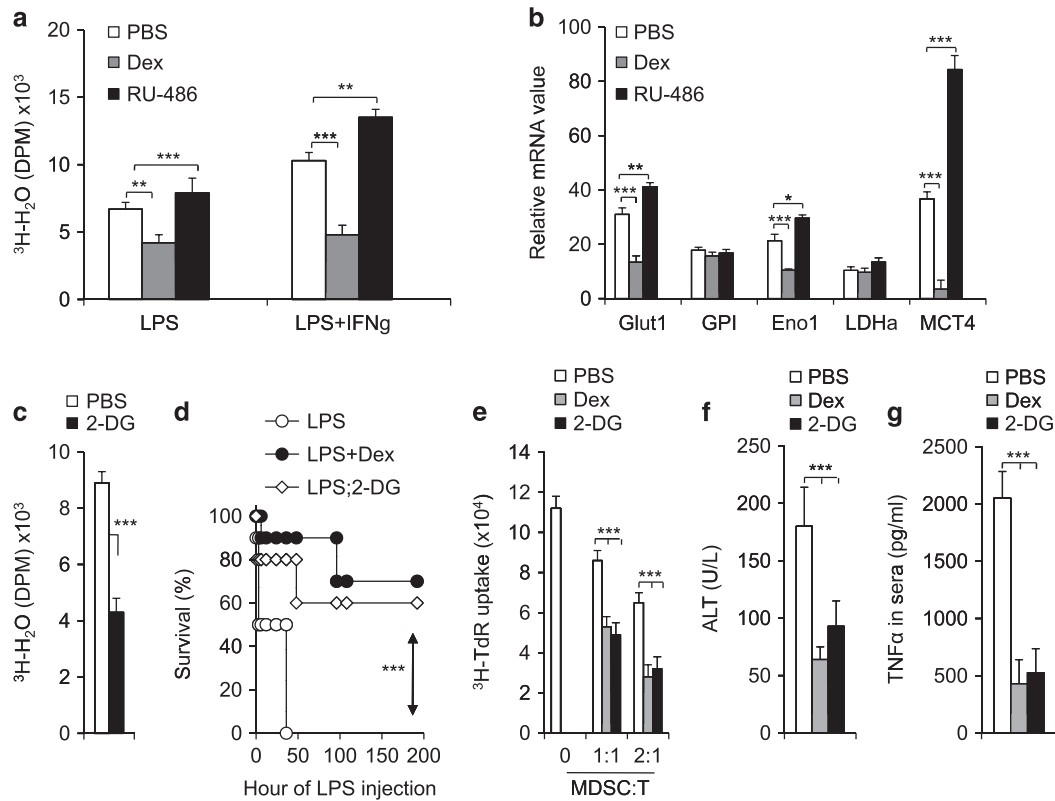 a
20
15
10
5
0
³H-H₂O (DPM) x10³
PBS
Dex
RU-486
**
***
***
**
LPS
LPS+IFNg
b
100
80
60
40
20
0
Relative mRNA value
PBS
Dex
RU-486
***
**
***
*
***
***
Glut1
GPI
Eno1
LDHa
MCT4
c
PBS
2-DG
10
8
6
4
2
0
³H-H₂O (DPM) x10³
***
d
LPS
LPS+Dex
LPS;2-DG
100
80
60
40
20
0
Survival (%)
***
0 50 100 150 200
Hour of LPS injection
e
PBS
Dex
2-DG
14
12
10
8
6
4
2
0
³H-TdR uptake (x10⁴)
***
***
0 1:1 2:1
MDSC:T
f
PBS
Dex
2-DG
250
200
150
100
50
0
ALT (U/L)
***
g
PBS
Dex
2-DG
2500
2000
1500
1000
500
0
TNFα in sera (pg/ml)
***